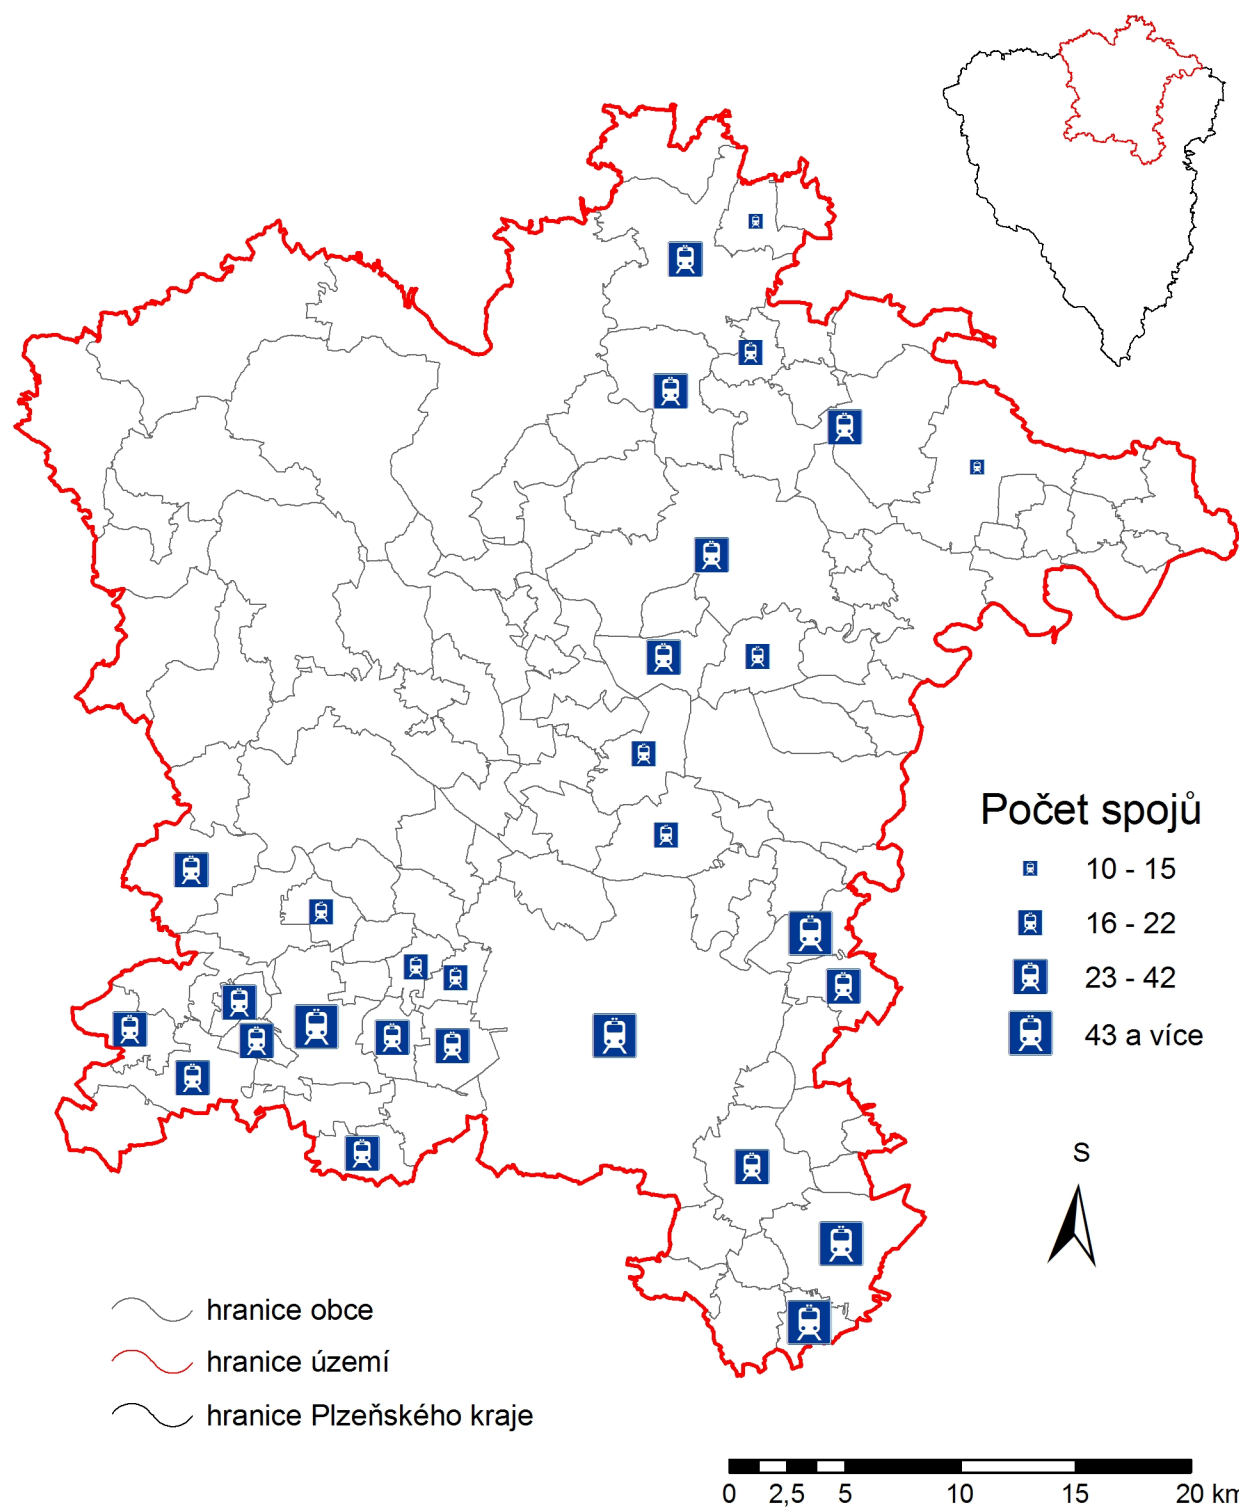 Počet spojů
10 - 15
16 - 22
23 - 42
43 a více
S
hranice obce
hranice území
hranice Plzeňského kraje
0 2,5 5 10 15 20 km